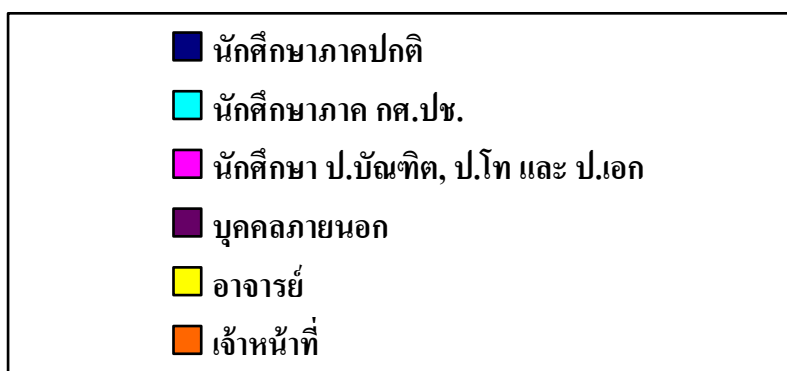 นักศึกษาภาคปกติ
นักศึกษาภาค กศ.ปช.
นักศึกษา ป.บัณฑิต, ป.โท และ ป.เอก
บุคคลภายนอก
อาจารย์
เจ้าหน้าที่